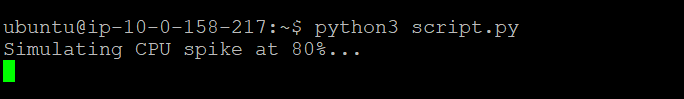 ubuntu@ip-10-0-158-217:~$ python3 script.py
Simulating CPU spike at 80%...